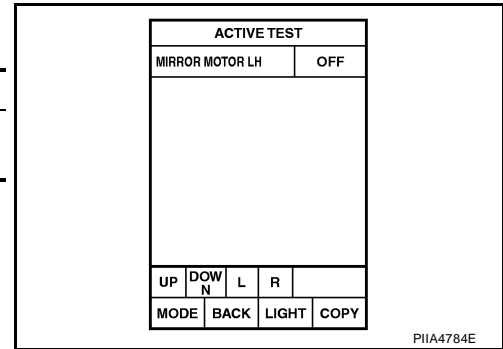 ACTIVE TEST
MIRROR MOTOR LH OFF
UP DOW
N L R
MODE BACK LIGHT COPY
PIIA4784E